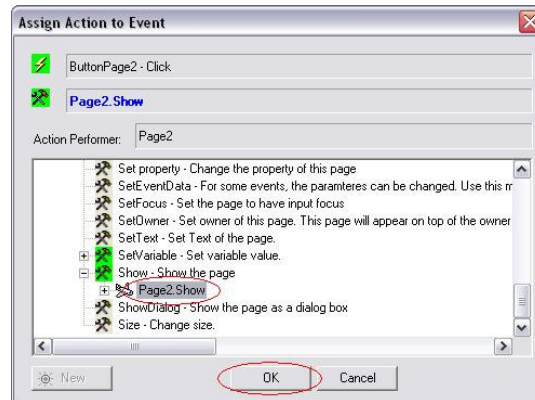 Assign Action to Event
ButtonPage2 - Click
Page2.Show
Action Performer: Page2
Set property - Change the property of this page
SetEventData - For some events, the paramteres can be changed. Use this m
SetFocus - Set the page to have input focus
SetOwner - Set owner of this page. This page will appear on top of the owner
SetText - Set Text of the page.
SetVariable - Set variable value.
Show - Show the page
Page2.Show
ShowDialog - Show the page as a dialog box
Size - Change size.
New OK Cancel